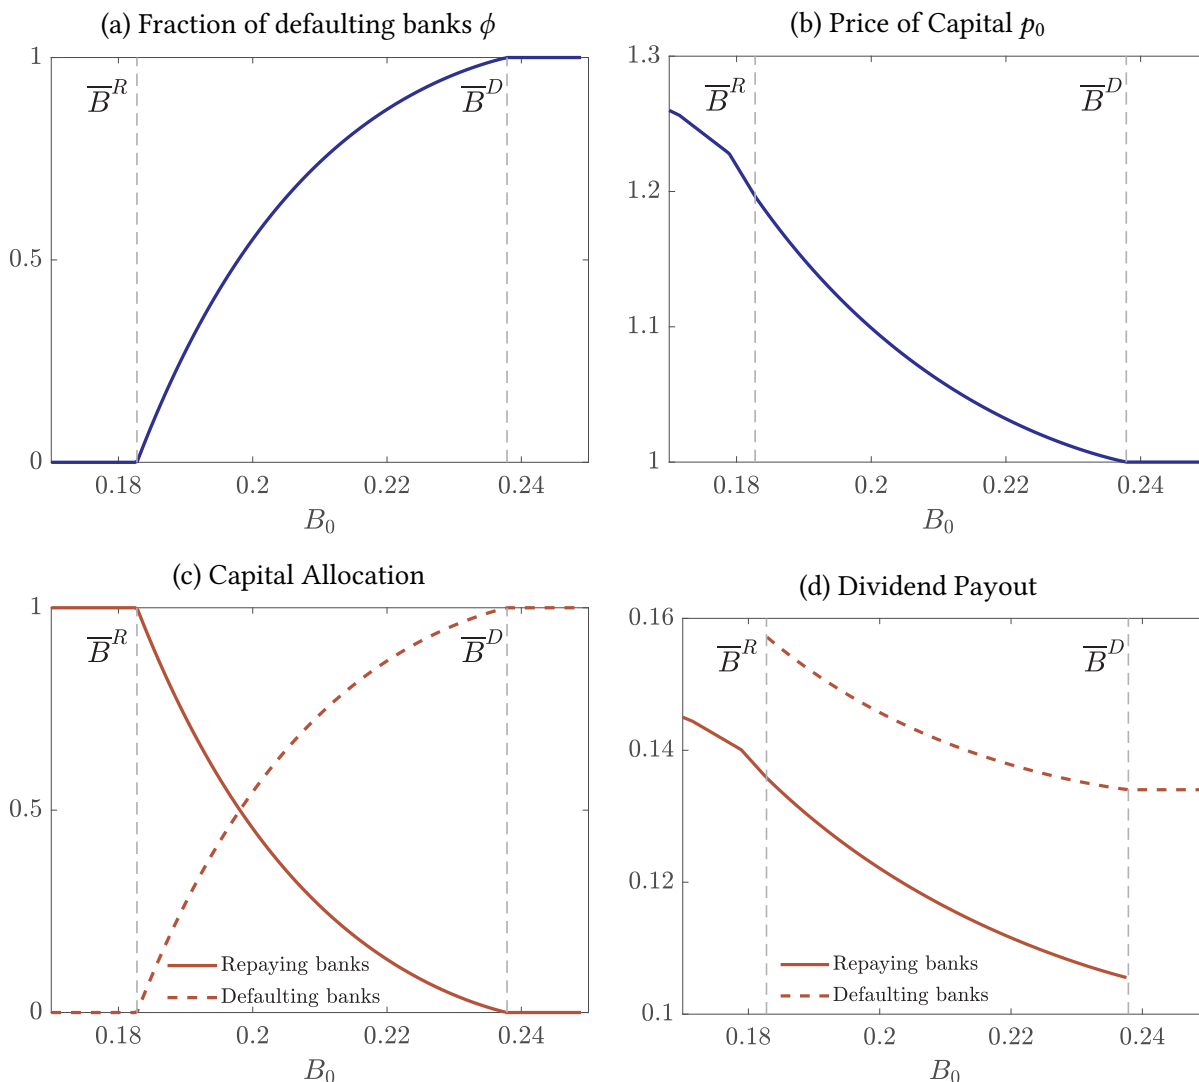 (a) Fraction of defaulting banks ϕ
1
0.5
0
B̅ᴿ
B̅ᴰ
0.18 0.2 0.22 0.24
B₀
(b) Price of Capital p₀
1.3
1.2
1.1
1
B̅ᴿ
B̅ᴰ
0.18 0.2 0.22 0.24
B₀
(c) Capital Allocation
1
0.5
0
B̅ᴿ
B̅ᴰ
Repaying banks
Defaulting banks
0.18 0.2 0.22 0.24
B₀
(d) Dividend Payout
0.16
0.14
0.12
0.1
B̅ᴿ
B̅ᴰ
Repaying banks
Defaulting banks
0.18 0.2 0.22 0.24
B₀